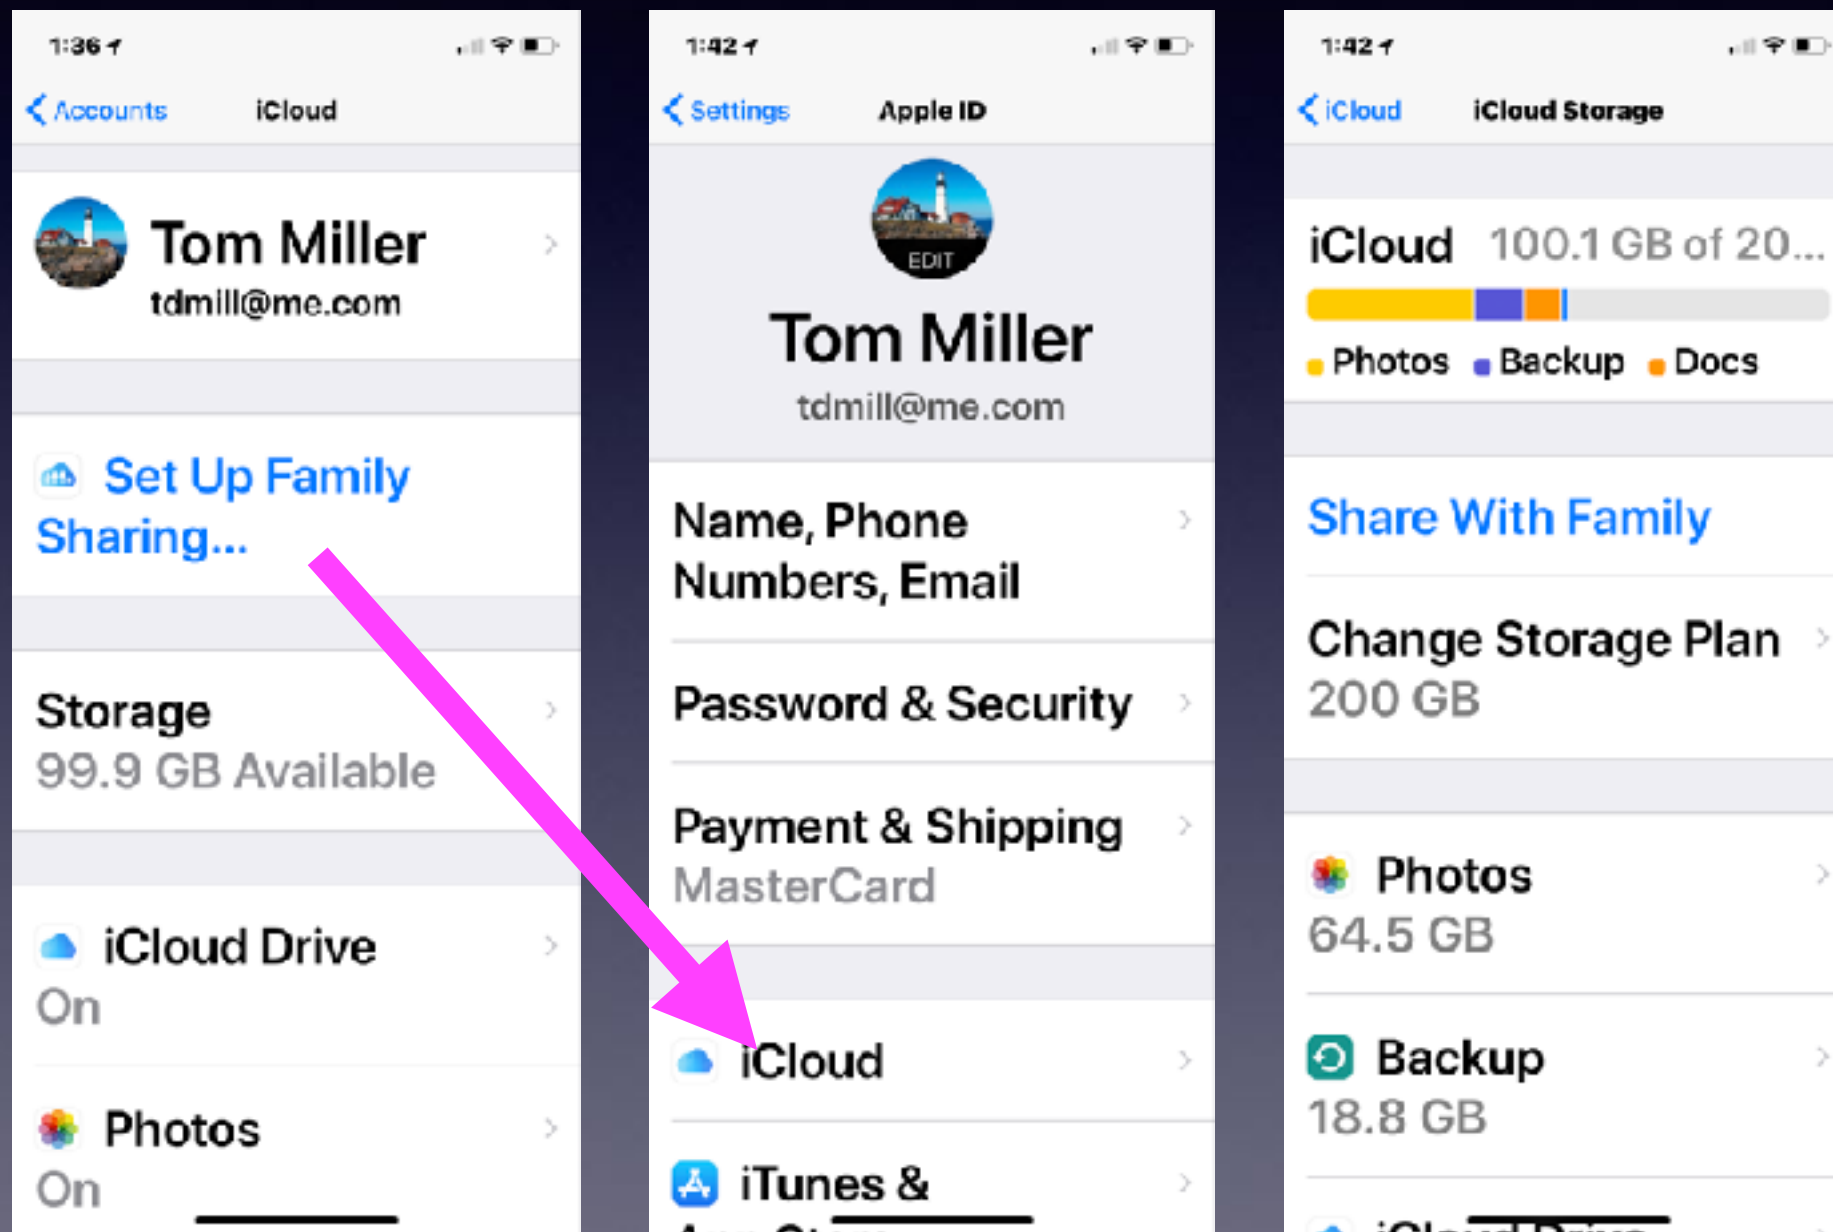 1:36
Accounts
iCloud
Tom Miller
tdmill@me.com
Set Up Family
Sharing...
Storage
99.9 GB Available
iCloud Drive
On
Photos
On
1:42
Settings
Apple ID
EDIT
Tom Miller
tdmill@me.com
Name, Phone
Numbers, Email
Password & Security
Payment & Shipping
MasterCard
iCloud
iTunes &
1:42
iCloud
iCloud Storage
iCloud 100.1 GB of 20...
Photos Backup Docs
Share With Family
Change Storage Plan
200 GB
Photos
64.5 GB
Backup
18.8 GB
iCloud Drive